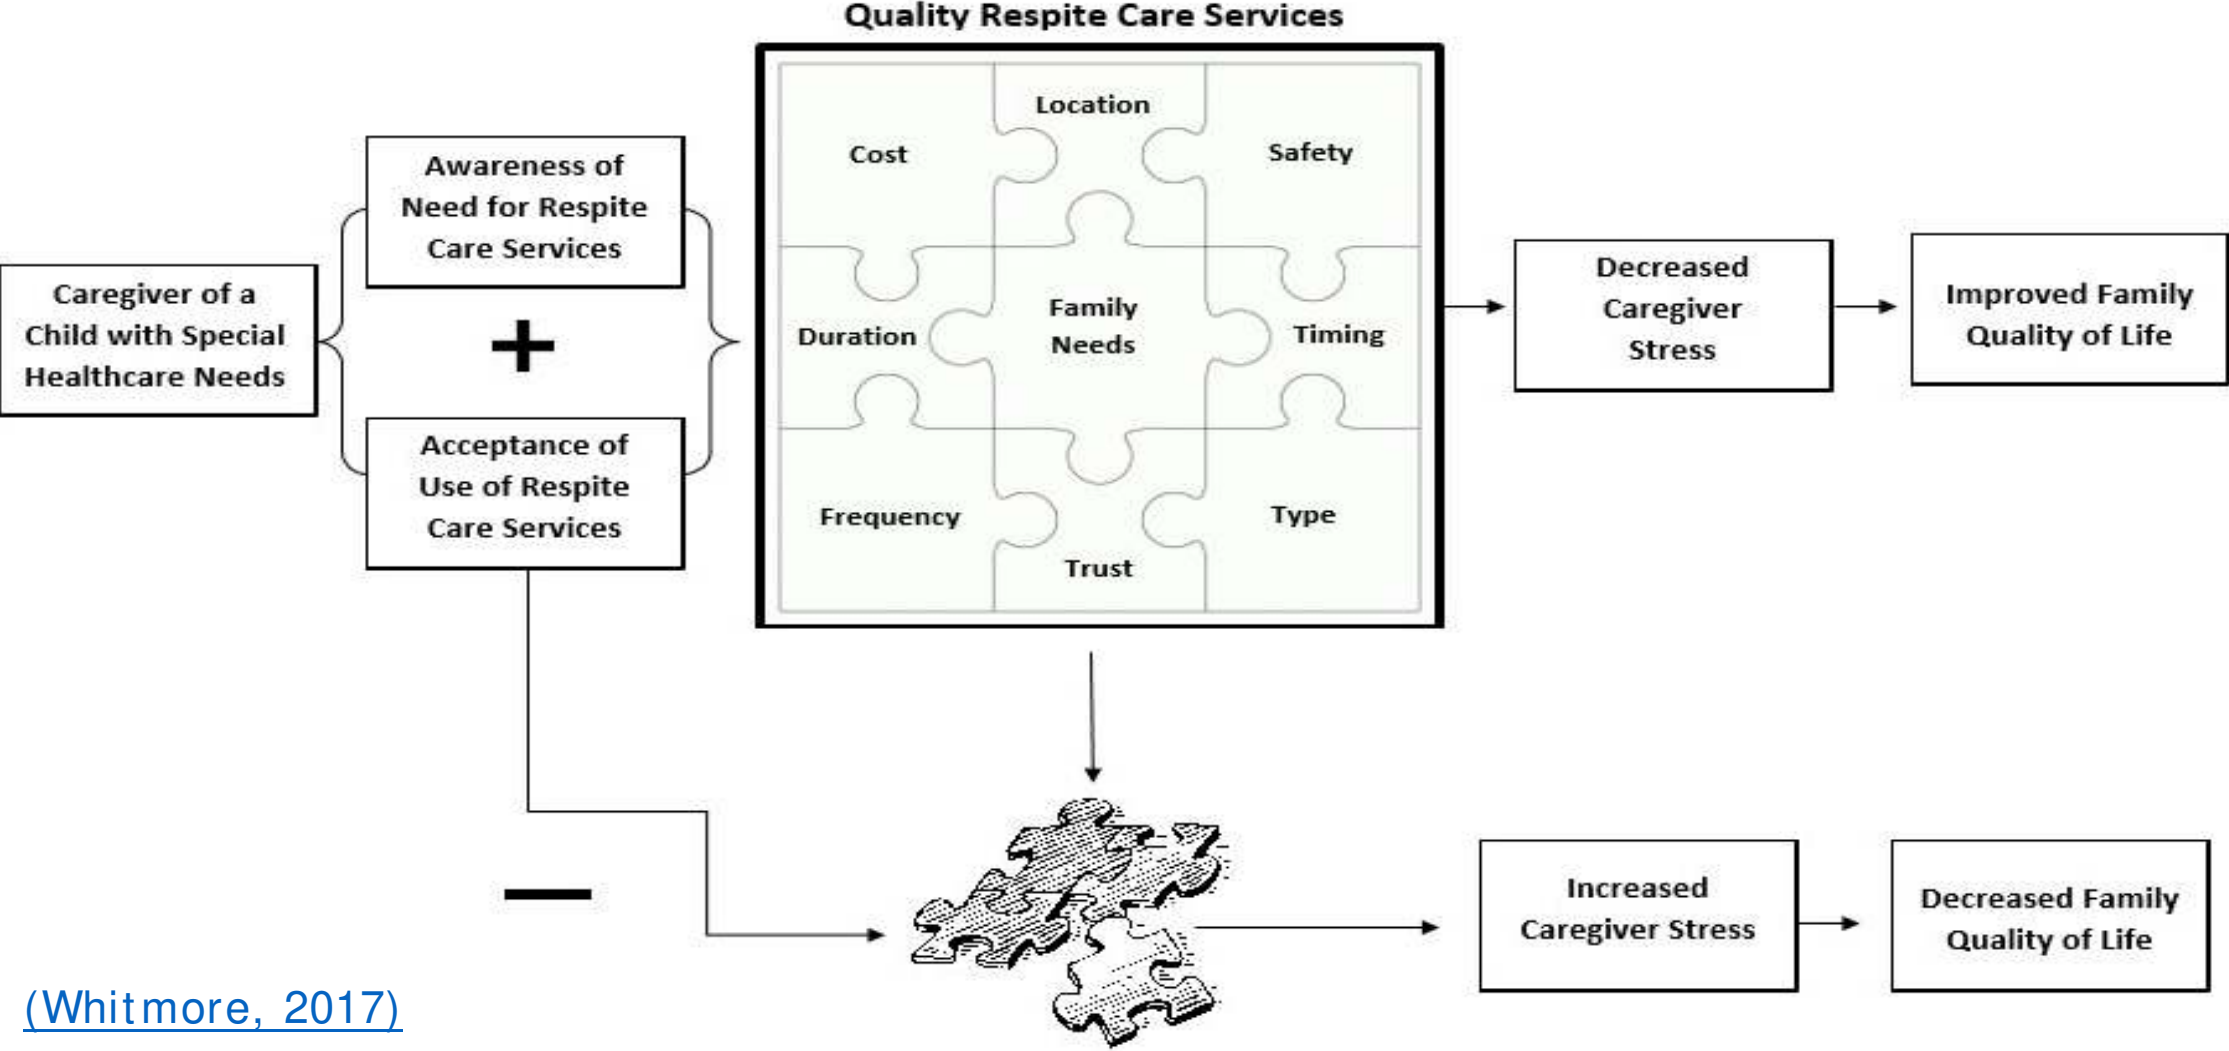 Quality Respite Care Services
Caregiver of a
Child with Special
Healthcare Needs
Awareness of
Need for Respite
Care Services
+
Acceptance of
Use of Respite
Care Services
Cost
Location
Safety
Duration
Family
Needs
Timing
Frequency
Trust
Type
Decreased
Caregiver
Stress
Improved Family
Quality of Life
—
Increased
Caregiver Stress
Decreased Family
Quality of Life
(Whitmore, 2017)